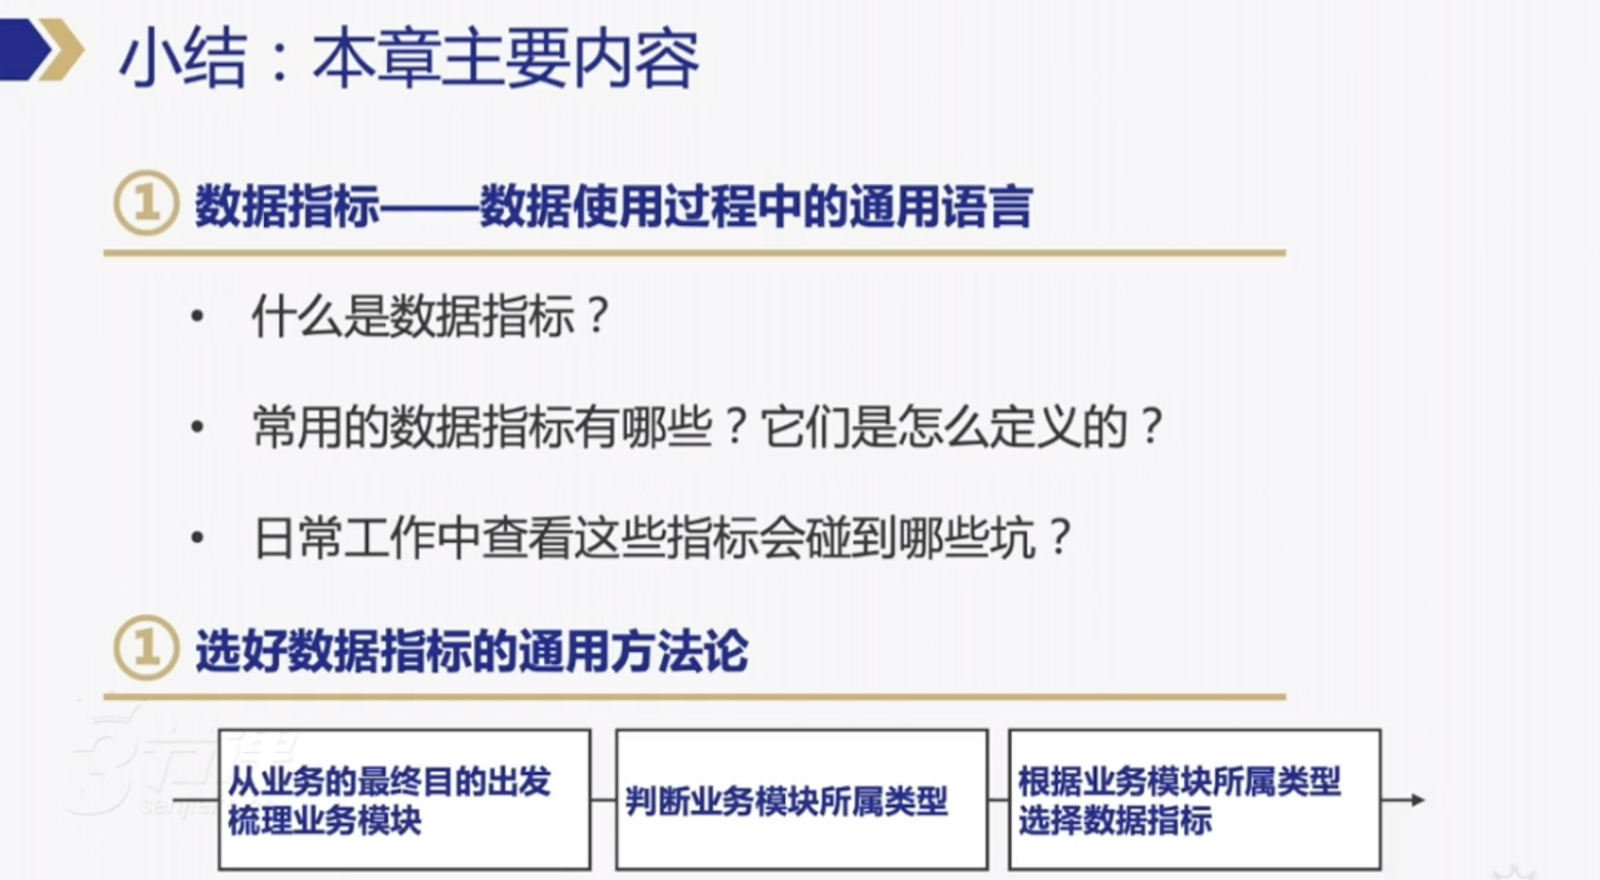 小结：本章主要内容
① 数据指标——数据使用过程中的通用语言
• 什么是数据指标？
• 常用的数据指标有哪些？它们是怎么定义的？
• 日常工作中查看这些指标会碰到哪些坑？
① 选好数据指标的通用方法论
从业务的最终目的出发
梳理业务模块
判断业务模块所属类型
根据业务模块所属类型
选择数据指标
3节课